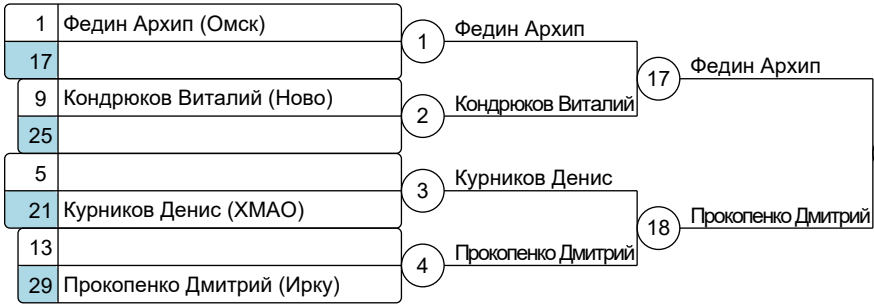 1 Федин Архип (Омск)
17
9 Кондрюков Виталий (Ново)
25
5
21 Курников Денис (ХМАО)
13
29 Прокопенко Дмитрий (Ирку)
1 Федин Архип
2 Кондрюков Виталий
3 Курников Денис
4 Прокопенко Дмитрий
17 Федин Архип
18 Прокопенко Дмитрий